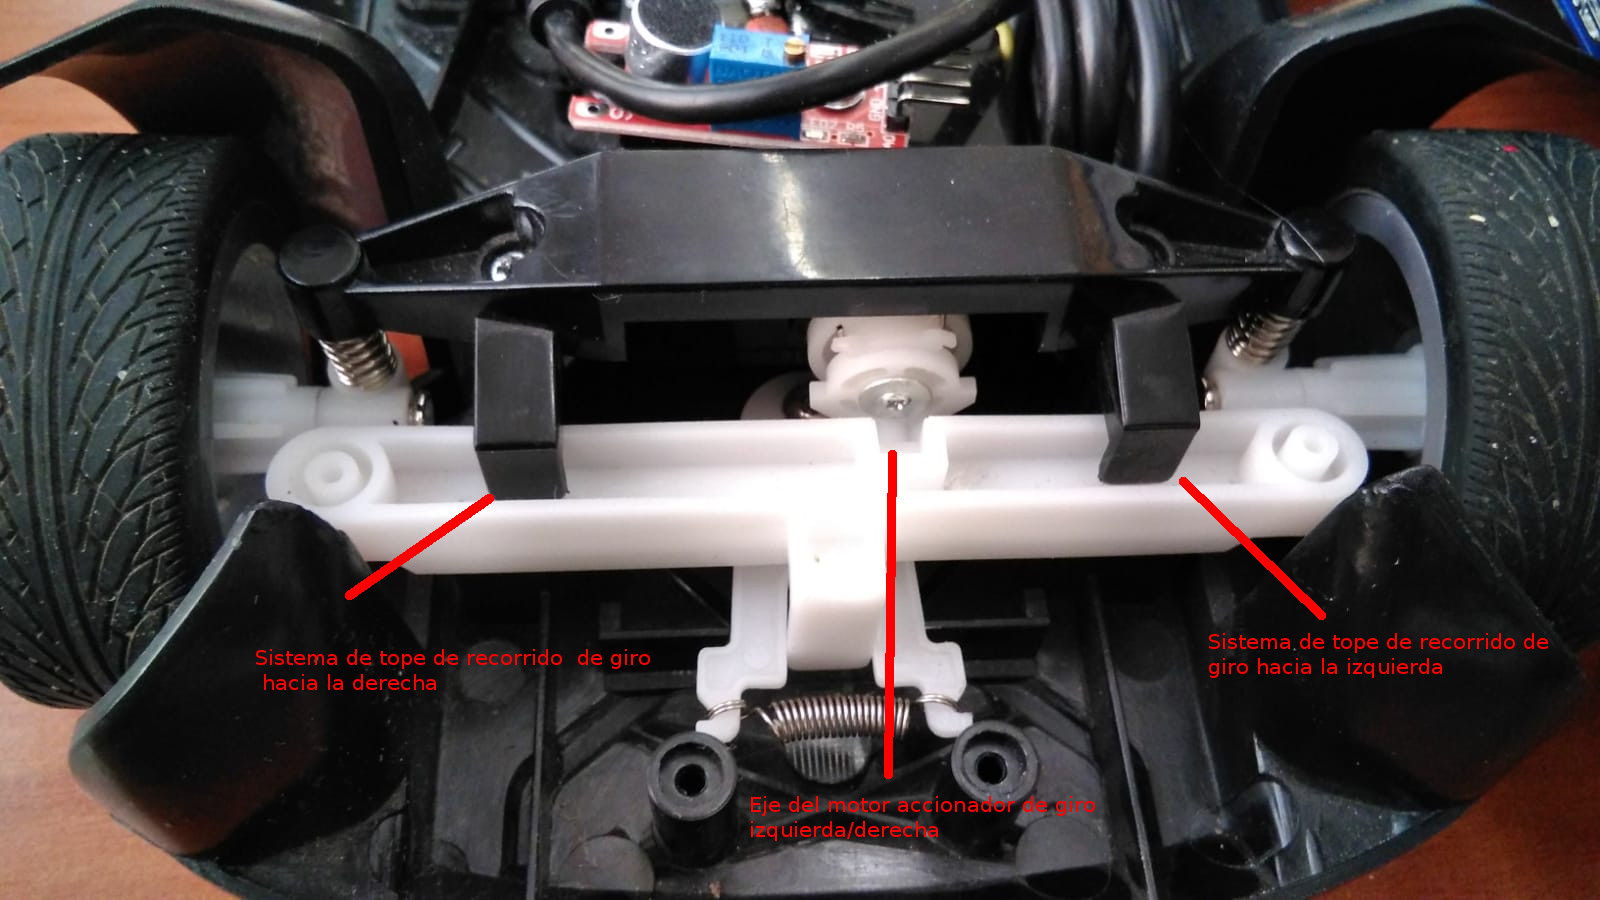 Sistema de tope de recorrido de giro
hacia la derecha
Sistema de tope de recorrido de
giro hacia la izquierda
Eje del motor accionador de giro
izquierda/derecha